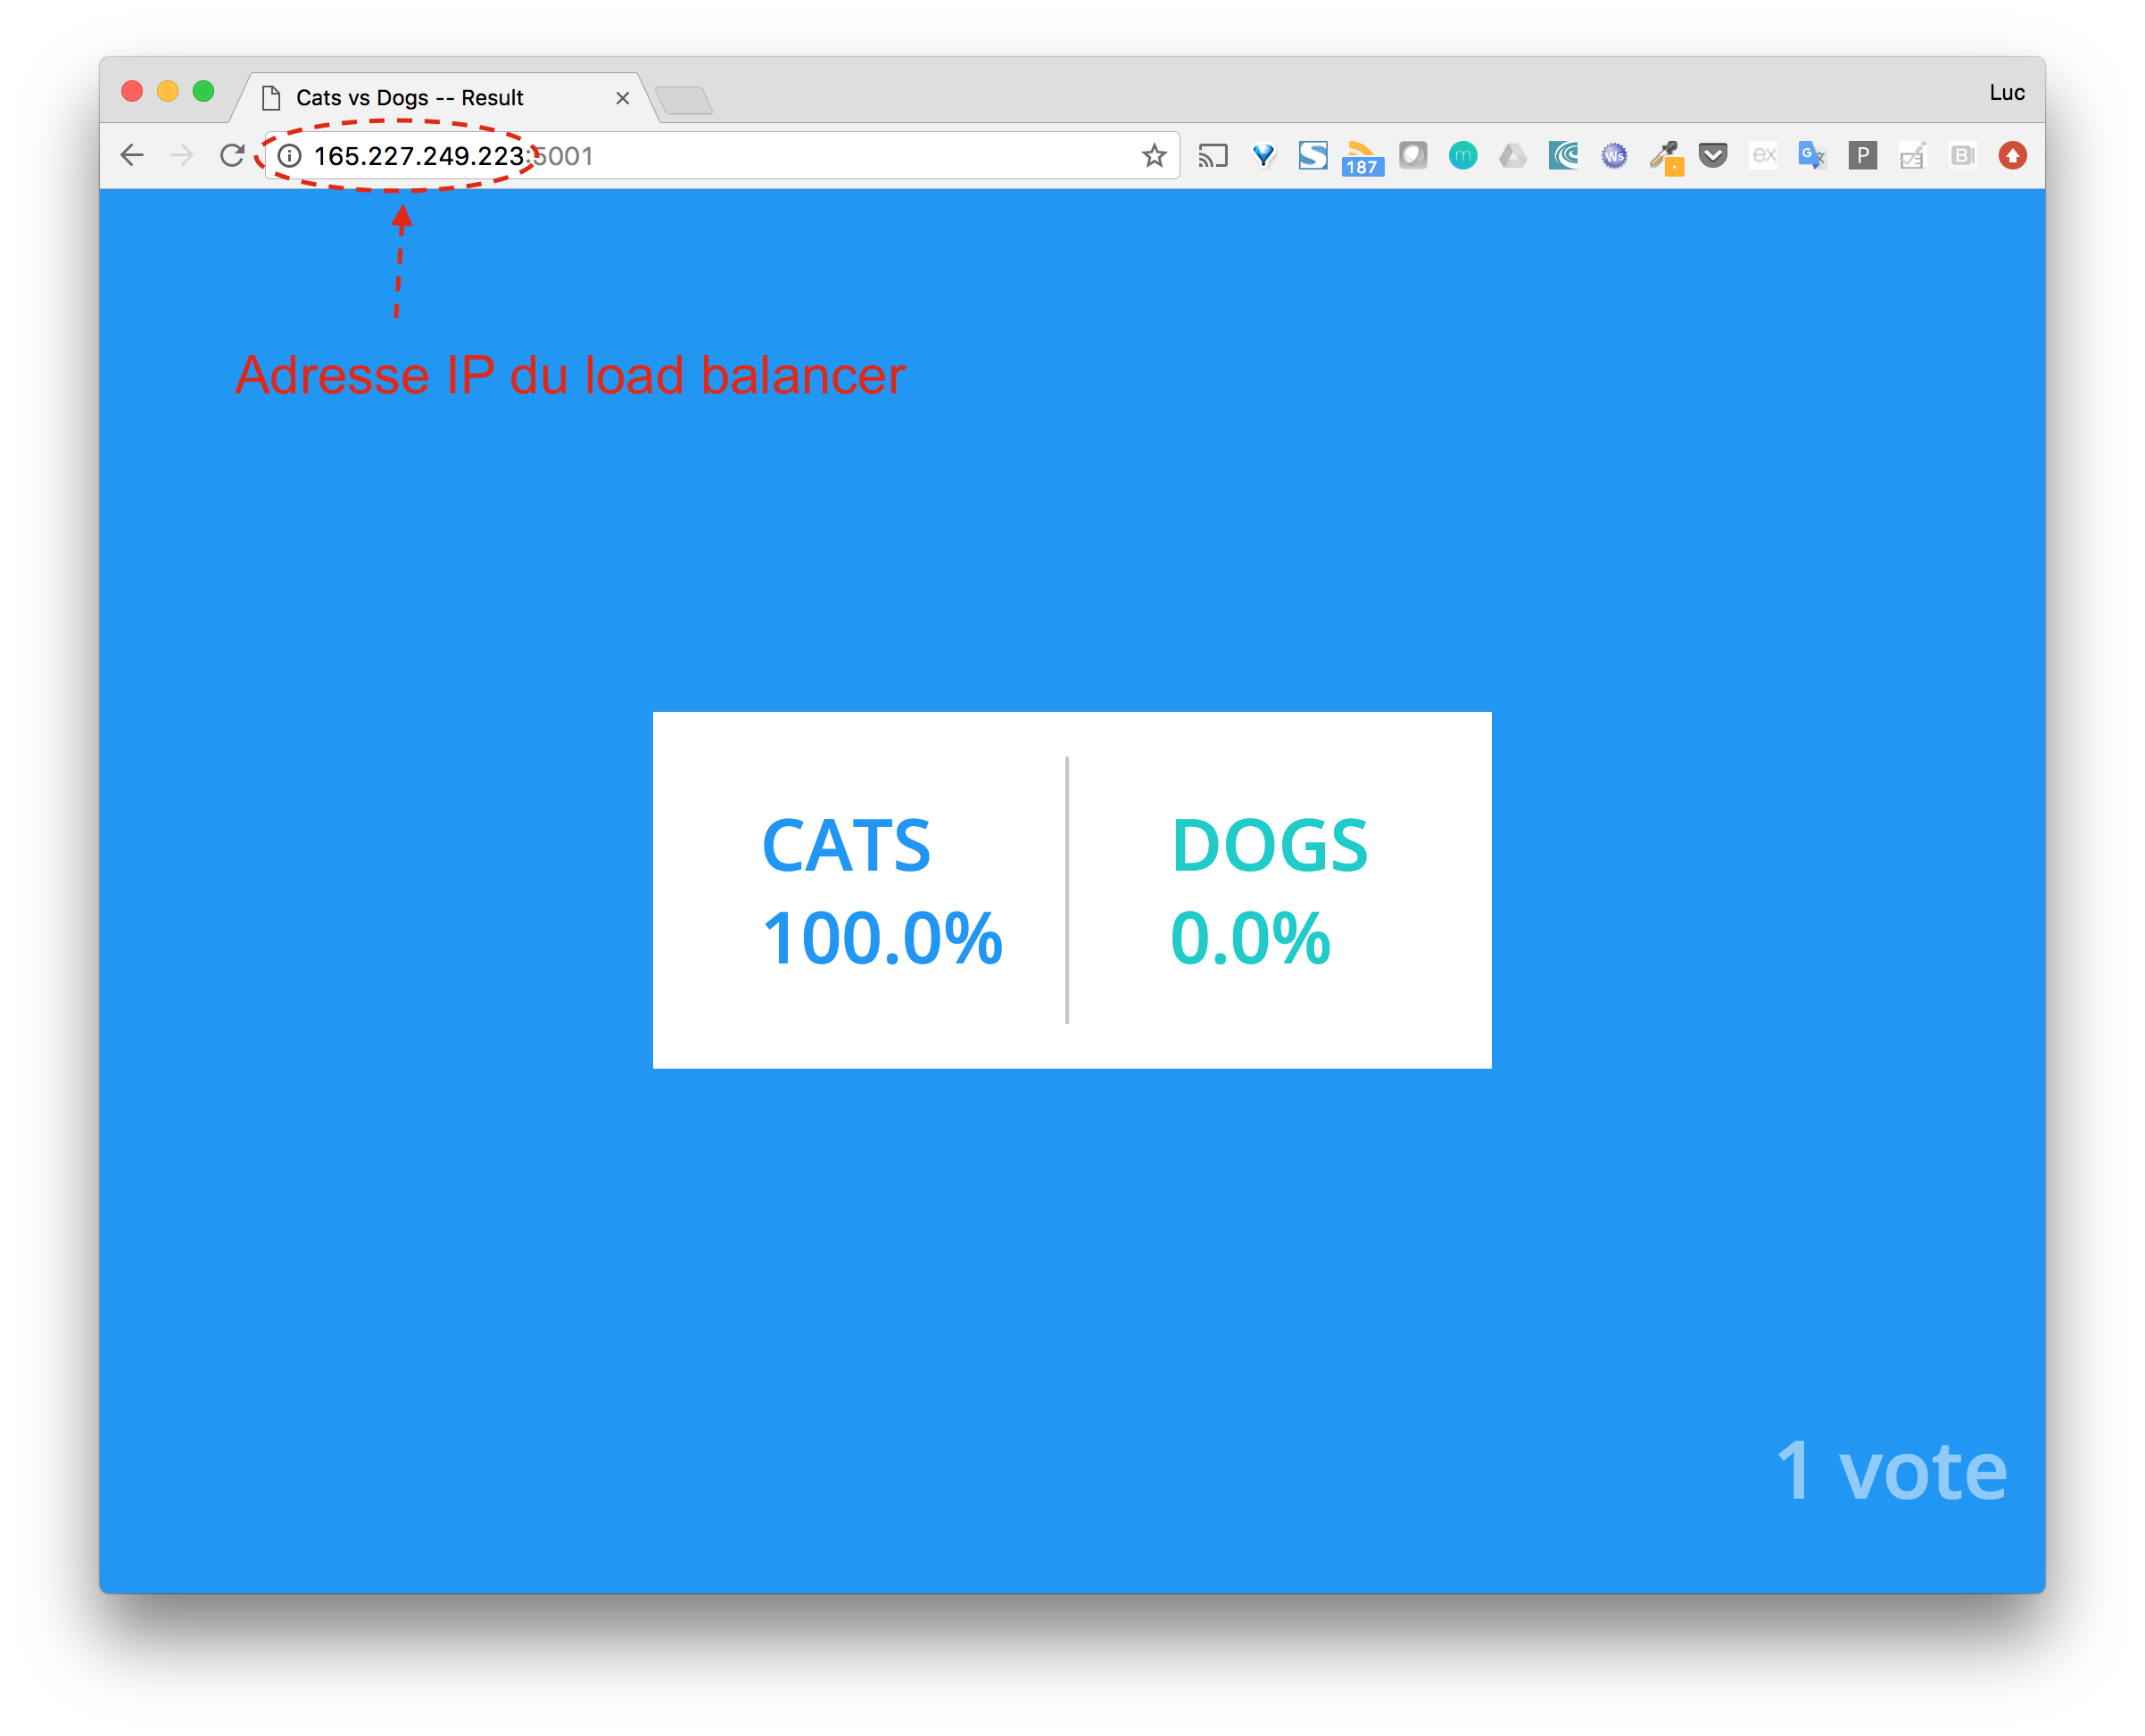 Cats vs Dogs -- Result
Luc
165.227.249.223:5001
187
m
Ws
ex
G
P
B
Adresse IP du load balancer
CATS
100.0%
DOGS
0.0%
1 vote